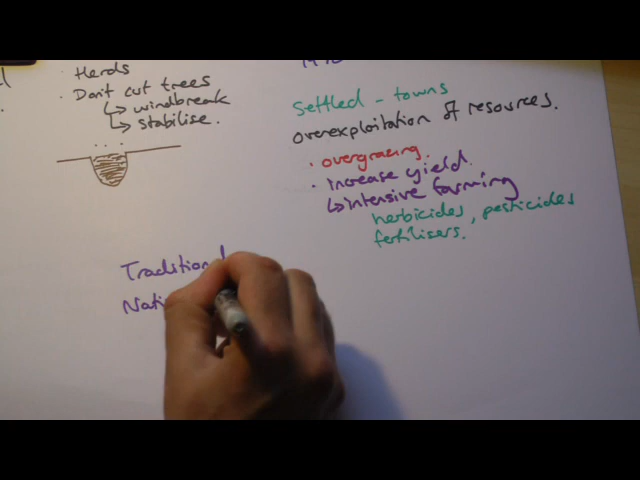 · Herds
· Don't cut trees
↳ windbreak
↳ stabilise.
Settled - towns
overexploitation of resources.
· overgrazing.
· increase yield.
↳ intensive farming
herbicides, pesticides
fertilisers.
Traditional
Nati